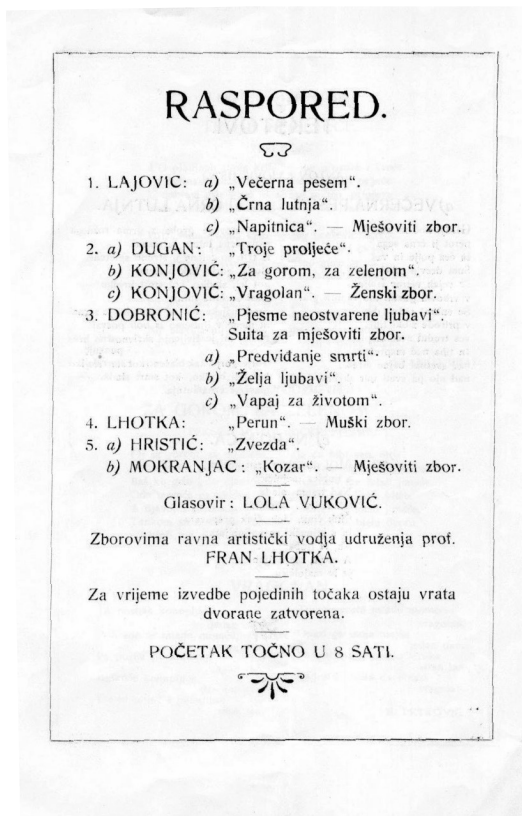 RASPORED.
1. LAJOVIC: a) „Večerna pesem“.
b) „Črna lutnja“.
c) „Napitnica“. — Mješoviti zbor.
2. a) DUGAN: „Troje proljeće“.
b) KONJOVIĆ: „Za gorom, za zelenom“.
c) KONJOVIĆ: „Vragolan“. — Ženski zbor.
3. DOBRONIĆ: „Pjesme neostvarene ljubavi“.
Suita za mješoviti zbor.
a) „Predviđanje smrti“.
b) „Želja ljubavi“.
c) „Vapaj za životom“.
4. LHOTKA: „Perun“. — Muški zbor.
5. a) HRISTIĆ: „Zvezda“.
b) MOKRANJAC: „Kozar“. — Mješoviti zbor.
Glasovir: LOLA VUKOVIĆ.
Zborovima ravna artistički vodja udruženja prof.
FRAN LHOTKA.
Za vrijeme izvedbe pojedinih točaka ostaju vrata
dvorane zatvorena.
POČETAK TOČNO U 8 SATI.